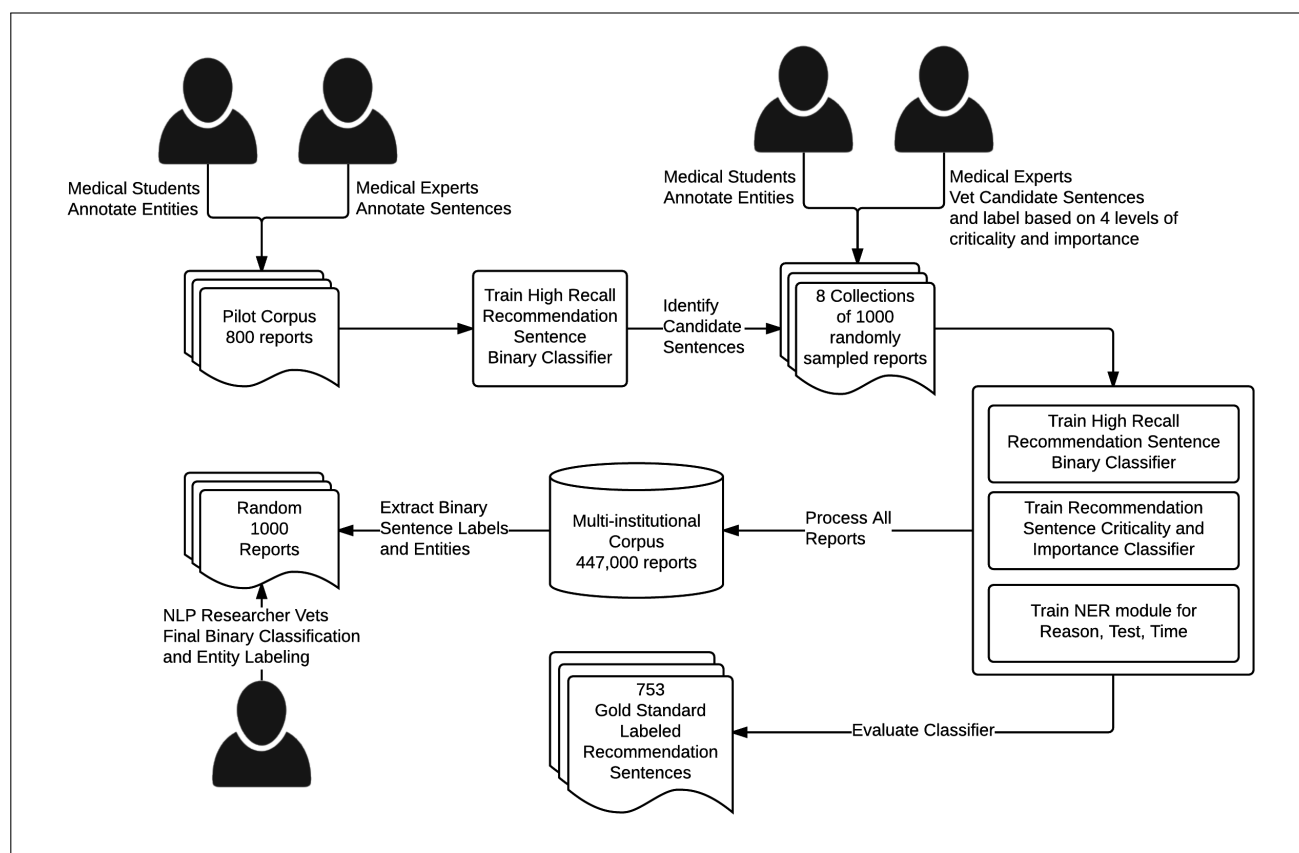 Medical Students
Annotate Entities
Medical Experts
Annotate Sentences
Medical Students
Annotate Entities
Medical Experts
Vet Candidate Sentences
and label based on 4 levels of
criticality and importance
Pilot Corpus
800 reports
Train High Recall
Recommendation
Sentence
Binary Classifier
Identify
Candidate
Sentences
8 Collections
of 1000
randomly
sampled reports
Train High Recall
Recommendation Sentence
Binary Classifier
Train Recommendation
Sentence Criticality and
Importance Classifier
Train NER module for
Reason, Test, Time
Process All
Reports
Multi-institutional
Corpus
447,000 reports
Extract Binary
Sentence Labels
and Entities
Random
1000
Reports
NLP Researcher Vets
Final Binary Classification
and Entity Labeling
Evaluate Classifier
753
Gold Standard
Labeled
Recommendation
Sentences